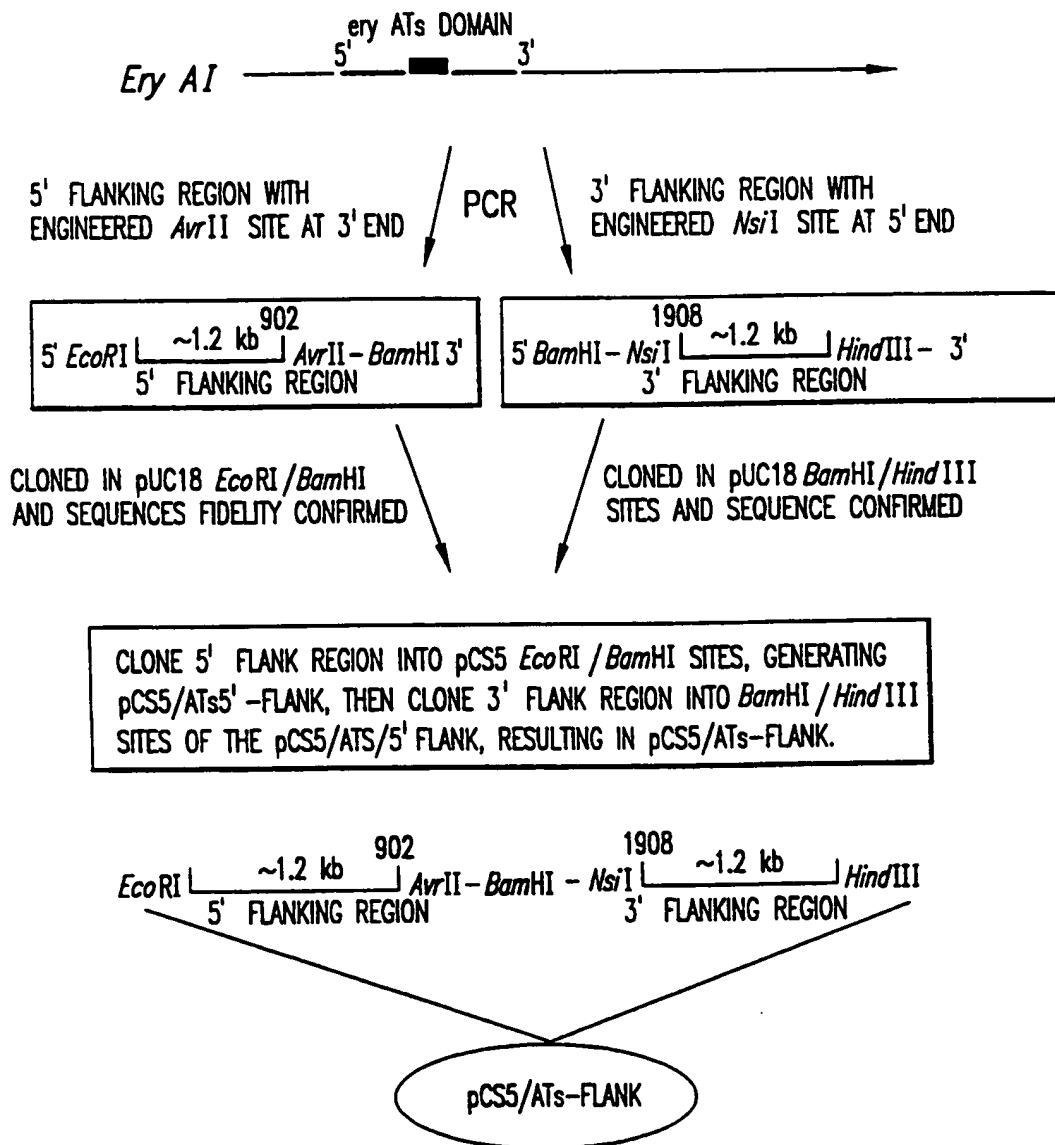 ery ATs DOMAIN
5' 3'
Ery AI
5' FLANKING REGION WITH
ENGINEERED AvrII SITE AT 3' END
PCR
3' FLANKING REGION WITH
ENGINEERED NsiI SITE AT 5' END
902
5' EcoRI ~1.2 kb AvrII-BamHI 3'
5' FLANKING REGION
1908
5' BamHI-NsiI ~1.2 kb HindIII- 3'
3' FLANKING REGION
CLONED IN pUC18 EcoRI/BamHI
AND SEQUENCES FIDELITY CONFIRMED
CLONED IN pUC18 BamHI/HindIII
SITES AND SEQUENCE CONFIRMED
CLONE 5' FLANK REGION INTO pCS5 EcoRI/BamHI SITES, GENERATING
pCS5/ATs5'-FLANK, THEN CLONE 3' FLANK REGION INTO BamHI/HindIII
SITES OF THE pCS5/ATS/5' FLANK, RESULTING IN pCS5/ATs-FLANK.
902 1908
EcoRI ~1.2 kb AvrII-BamHI-NsiI ~1.2 kb HindIII
5' FLANKING REGION 3' FLANKING REGION
pCS5/ATs-FLANK